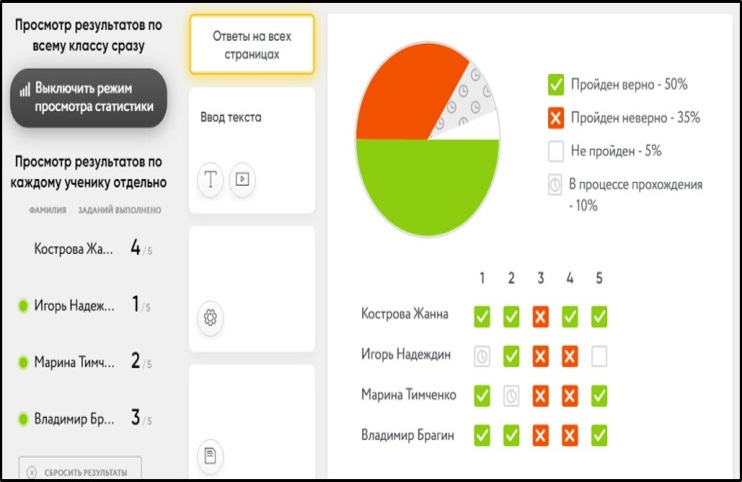 Просмотр результатов по
всему классу сразу
Выключить режим
просмотра статистики
Просмотр результатов по
каждому ученику отдельно
ФАМИЛИЯ ЗАДАНИЙ ВЫПОЛНЕНО
Кострова Жа... 4 /5
Игорь Надеж... 1 /5
Марина Тимч... 2 /5
Владимир Бр... 3 /5
СБРОСИТЬ РЕЗУЛЬТАТЫ
Ответы на всех
страницах
Ввод текста
T
Пройден верно - 50%
Пройден неверно - 35%
Не пройден - 5%
В процессе прохождения
- 10%
1 2 3 4 5
Кострова Жанна
Игорь Надеждин
Марина Тимченко
Владимир Брагин